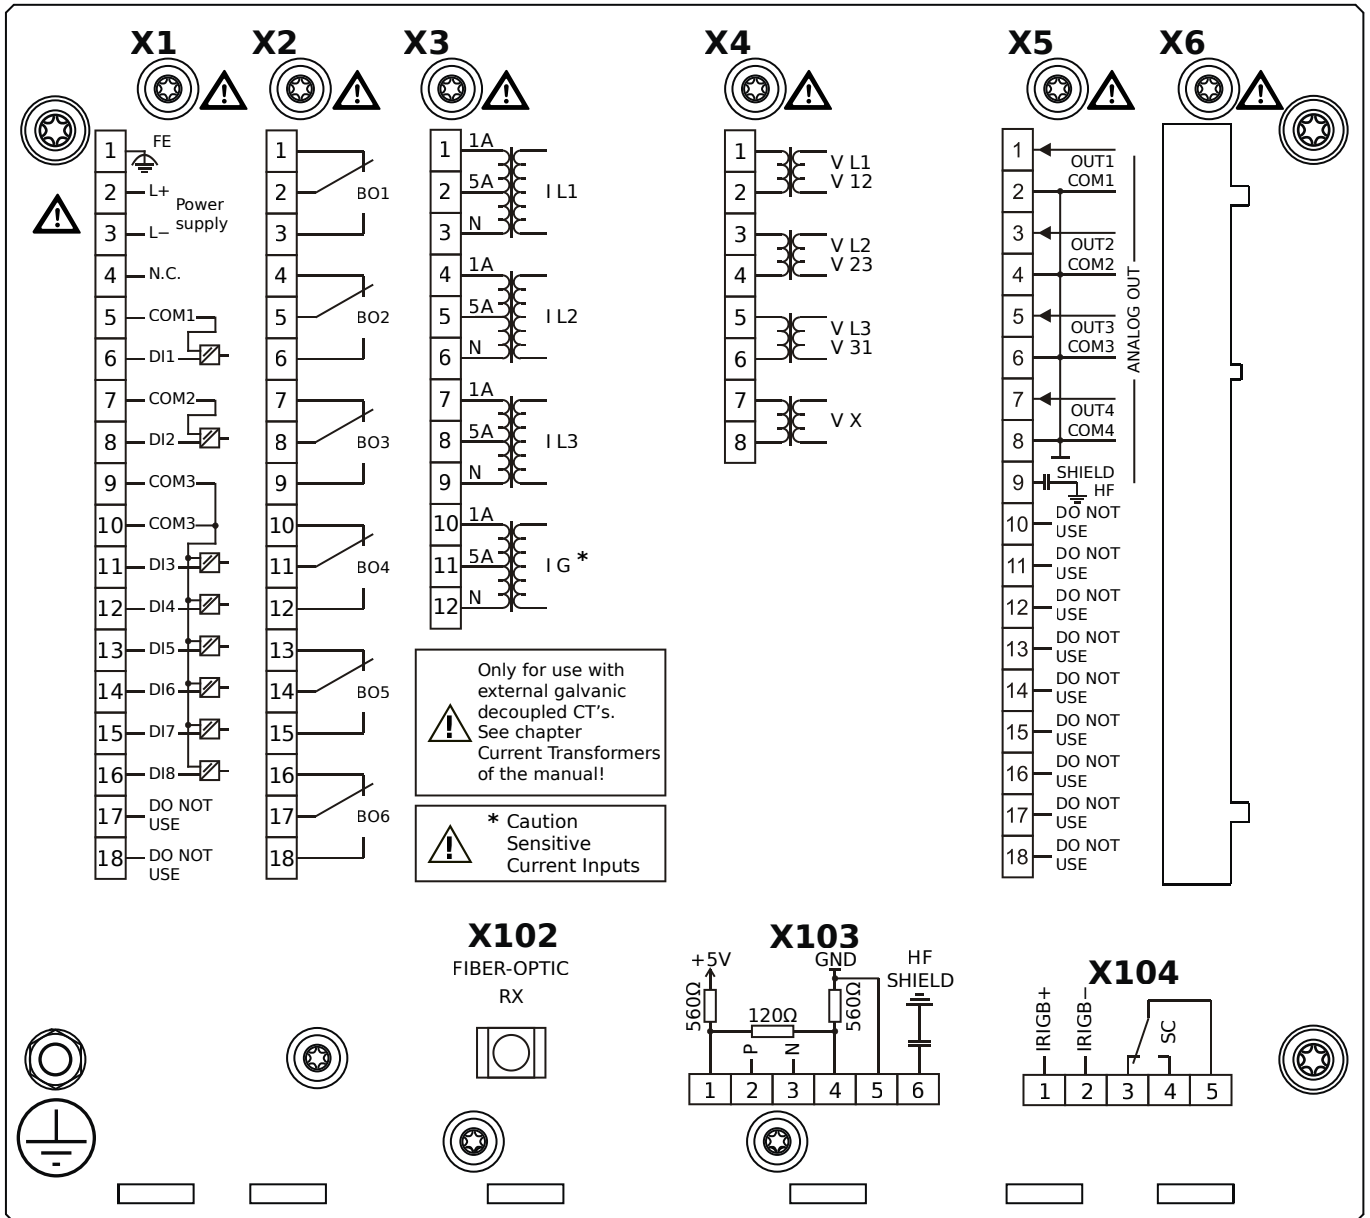 X1
X2
X3
X4
X5
X6
1 FE
2 L+
Power
supply
3 L−
4 N.C.
5 COM1
6 DI1
7 COM2
8 DI2
9 COM3
10 COM3
11 DI3
12 DI4
13 DI5
14 DI6
15 DI7
16 DI8
17 DO NOT
USE
18 DO NOT
USE
1
2 BO1
3
4
5 BO2
6
7
8 BO3
9
10
11 BO4
12
13
14 BO5
15
16
17 BO6
18
1 1A
2 5A I L1
3 N
4 1A
5 5A I L2
6 N
7 1A
8 5A I L3
9 N
10 1A
11 5A I G *
12 N
Only for use with
external galvanic
decoupled CT's.
See chapter
Current Transformers
of the manual!
* Caution
Sensitive
Current Inputs
1 V L1
2 V 12
3 V L2
4 V 23
5 V L3
6 V 31
7 V X
8
1 OUT1
2 COM1
3 OUT2
4 COM2
5 OUT3
6 COM3
7 OUT4
8 COM4
ANALOG OUT
9 SHIELD
HF
10 DO NOT
USE
11 DO NOT
USE
12 DO NOT
USE
13 DO NOT
USE
14 DO NOT
USE
15 DO NOT
USE
16 DO NOT
USE
17 DO NOT
USE
18 DO NOT
USE
X102
FIBER-OPTIC
RX
X103
+5V GND HF
SHIELD
560Ω 120Ω 560Ω
P N
1 2 3 4 5 6
X104
IRIGB+ IRIGB− SC
1 2 3 4 5